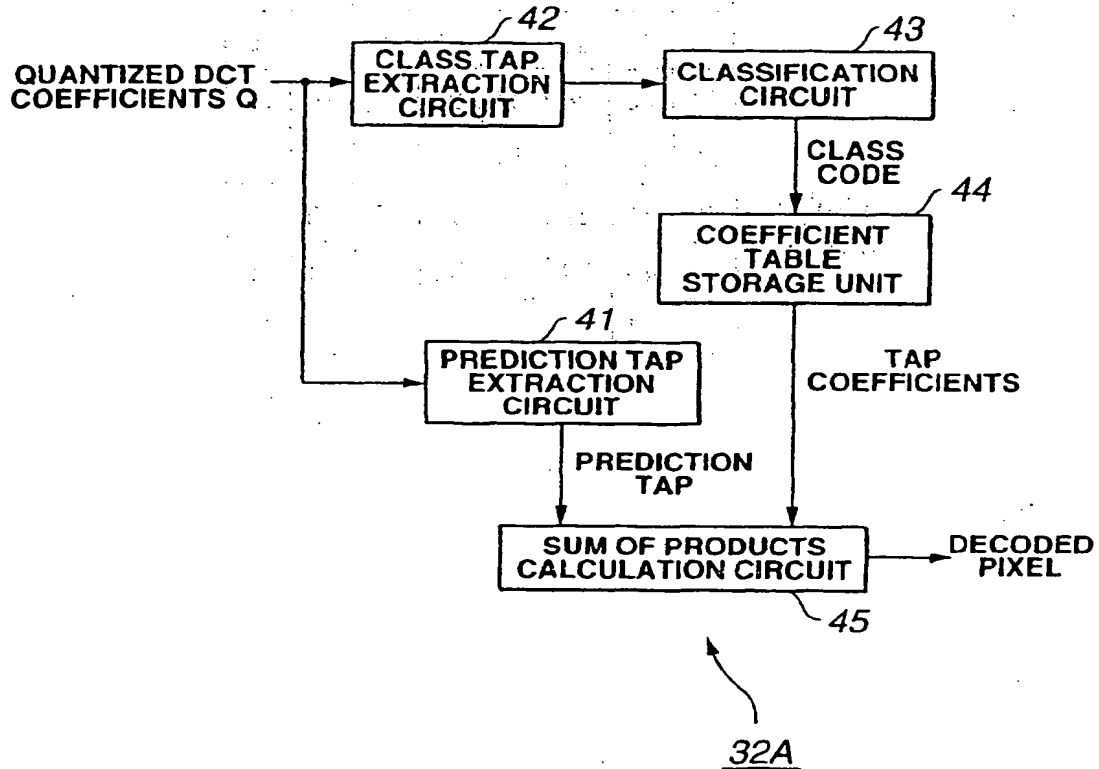 42
43
QUANTIZED DCT
COEFFICIENTS Q
CLASS TAP
EXTRACTION
CIRCUIT
CLASSIFICATION
CIRCUIT
CLASS
CODE
44
COEFFICIENT
TABLE
STORAGE UNIT
41
PREDICTION TAP
EXTRACTION
CIRCUIT
TAP
COEFFICIENTS
PREDICTION
TAP
SUM OF PRODUCTS
CALCULATION CIRCUIT
DECODED
PIXEL
45
32A